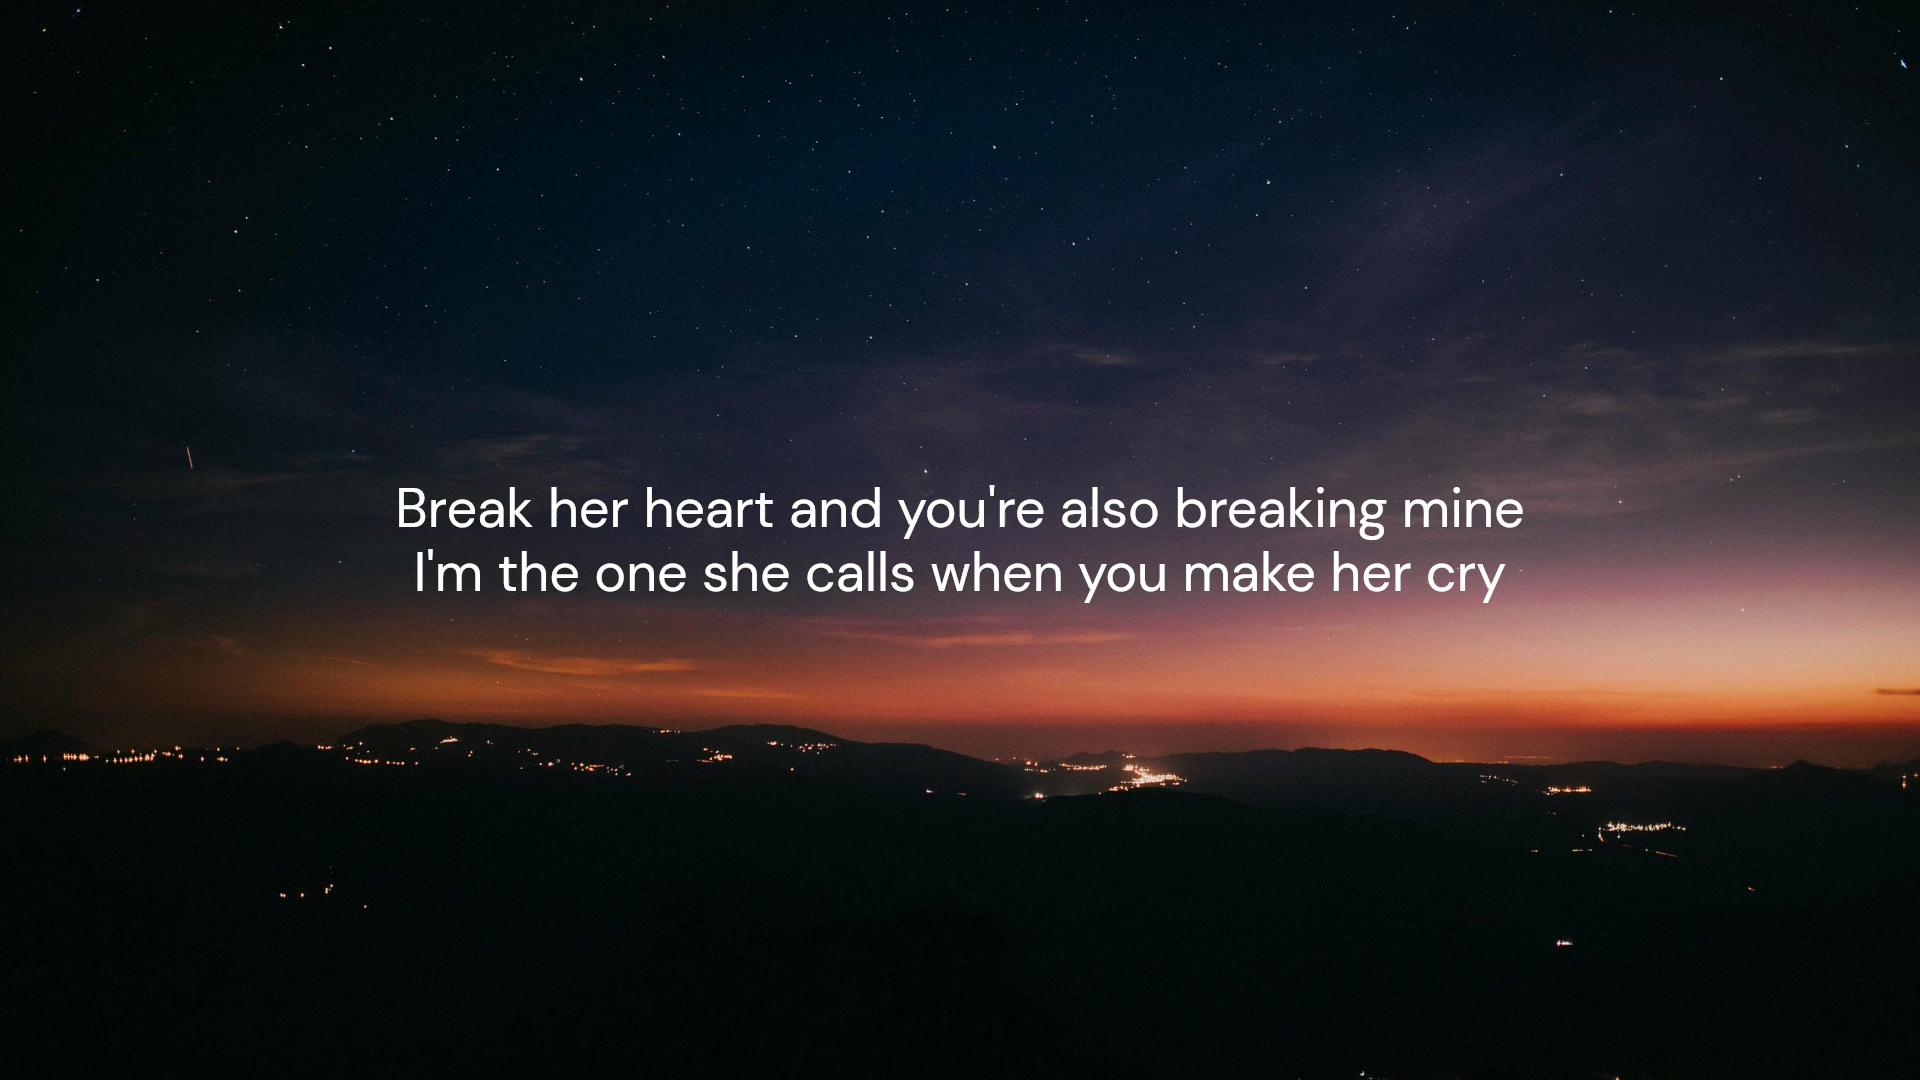 Break her heart and you're also breaking mine
I'm the one she calls when you make her cry